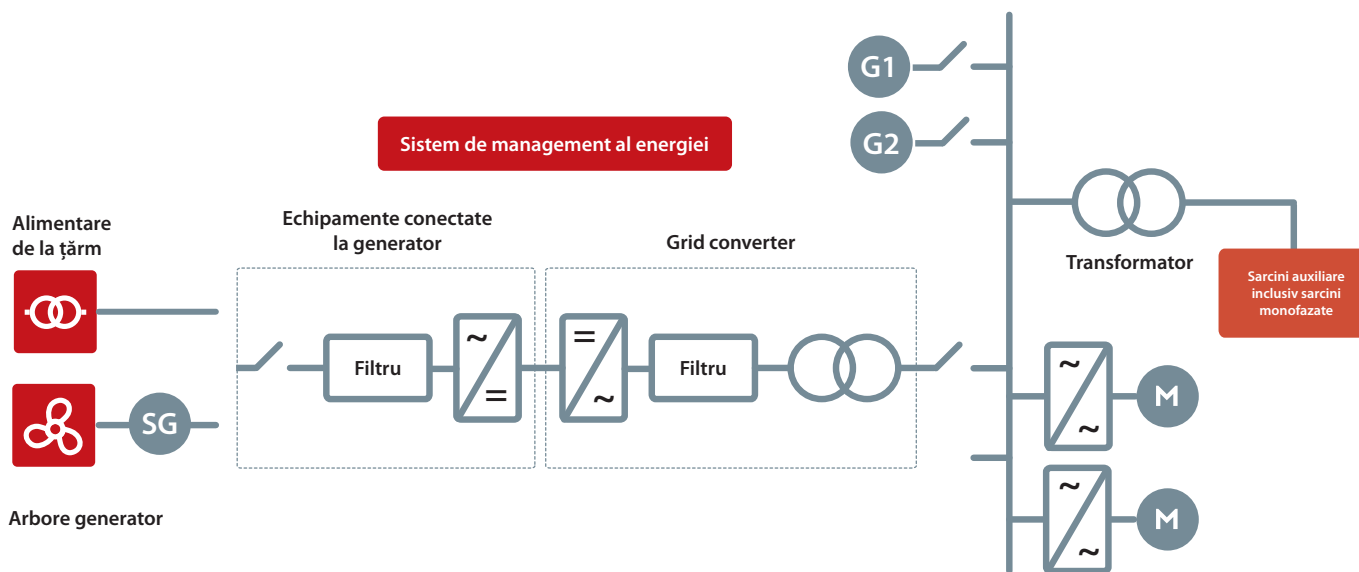 G1
G2
Sistem de management al energiei
Alimentare
de la țărm
Echipamente conectate
la generator
Grid converter
Transformator
Sarcini auxiliare
inclusiv sarcini
monofazate
Filtru
~
=
=
~
Filtru
SG
Arbore generator
~
~
M
~
~
M